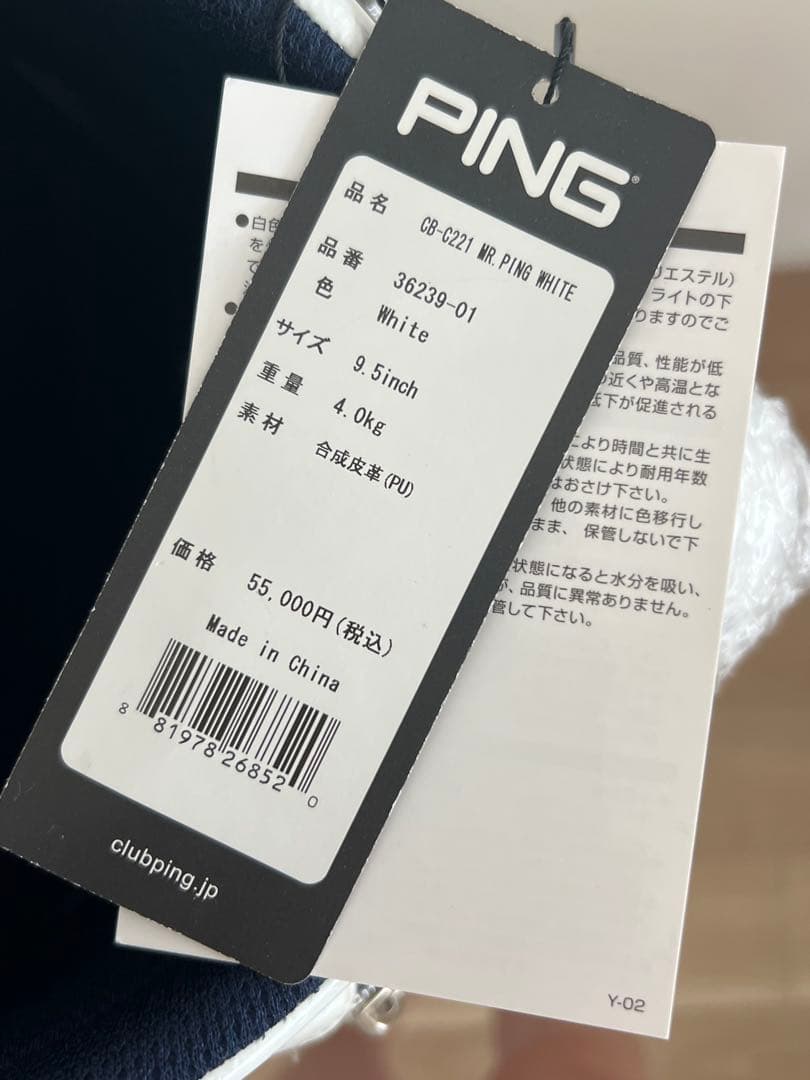 PING
品名 CB-C221 MR.PING WHITE
品番 36239-01
色 White
サイズ 9.5inch
重量 4.0kg
素材 合成皮革(PU)
価格 55,000円(税込)
Made in China
8 81978 26852 0
clubping.jp
●白色
を
て
●
リエステル)
ライトの下
りますのでご
品質、性能が低
近くや高温とな
低下が促進される
により時間と共に生
状態により耐用年数
はおさけ下さい。
他の素材に色移行し
まま、保管しないで下
状態になると水分を吸い、
が、品質に異常ありません。
管して下さい。
Y-02